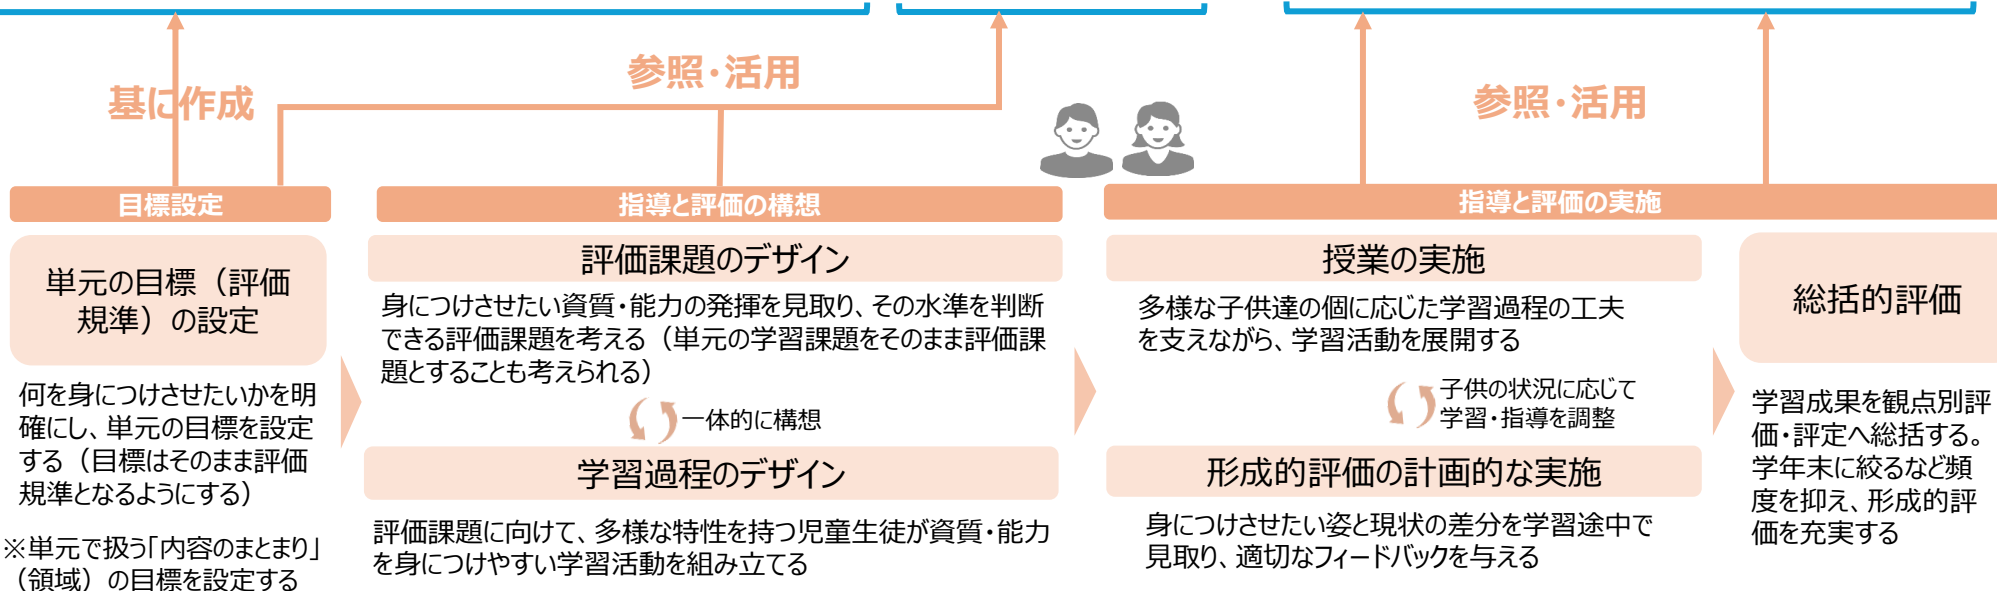 基に作成
参照・活用
参照・活用
目標設定
単元の目標（評価
規準）の設定
何を身につけさせたいかを明
確にし、単元の目標を設定
する（目標はそのまま評価
規準となるようにする）
※単元で扱う「内容のまとまり」
（領域）の目標を設定する
指導と評価の構想
評価課題のデザイン
身につけさせたい資質・能力の発揮を見取り、その水準を判断
できる評価課題を考える（単元の学習課題をそのまま評価課
題とすることも考えられる）
一体的に構想
学習過程のデザイン
評価課題に向けて、多様な特性を持つ児童生徒が資質・能力
を身につけやすい学習活動を組み立てる
指導と評価の実施
授業の実施
多様な子供達の個に応じた学習過程の工夫
を支えながら、学習活動を展開する
子供の状況に応じて
学習・指導を調整
形成的評価の計画的な実施
身につけさせたい姿と現状の差分を学習途中で
見取り、適切なフィードバックを与える
総括的評価
学習成果を観点別評
価・評定へ総括する。
学年末に絞るなど頻
度を抑え、形成的評
価を充実する